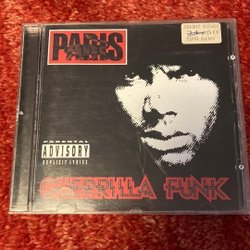 PARIS
PARENTAL
ADVISORY
EXPLICIT LYRICS
GUERRILLA FUNK